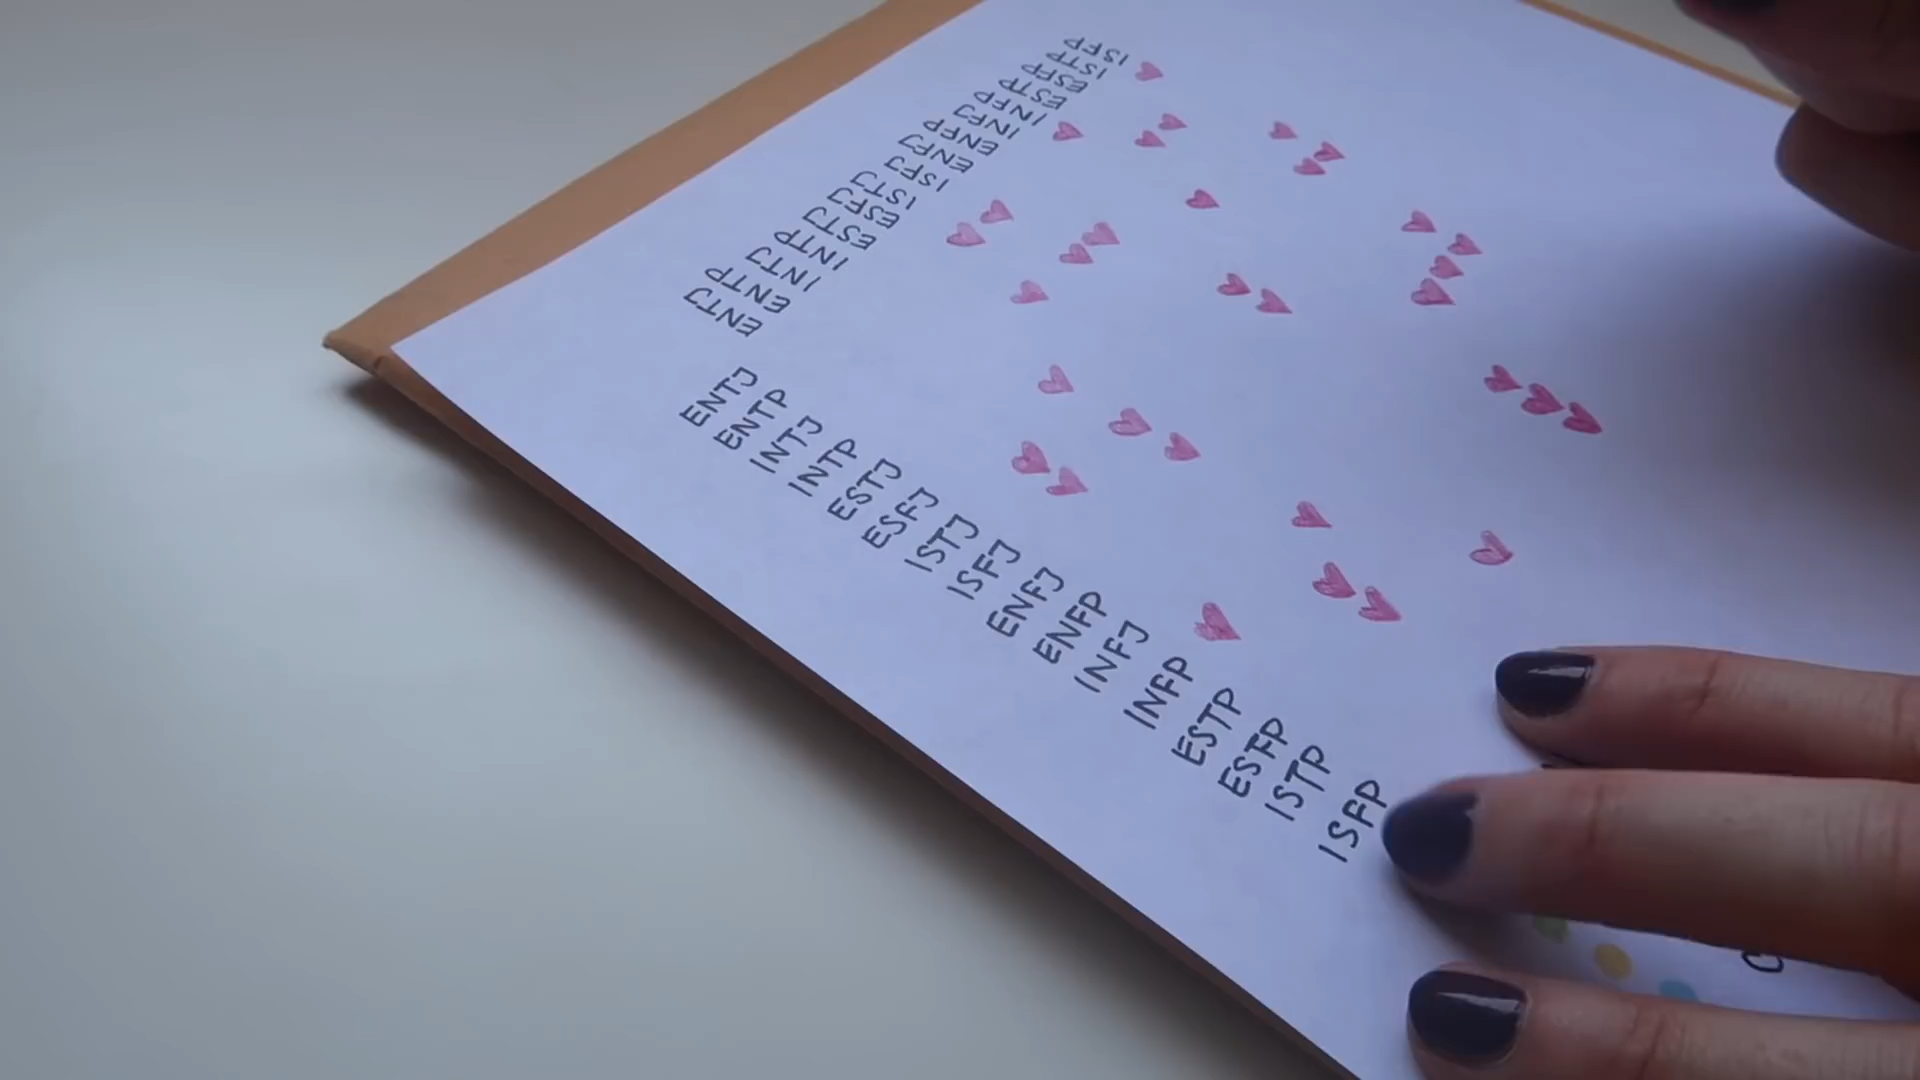 ISFP
ISTP
ESFP
ESTP
INFP
INFJ
ENFP
ENFJ
ISFJ
ISTJ
ESFJ
ESTJ
INTP
INTJ
ENTP
ENTJ
ENTJ
ENTP
INTJ
INTP
ESTJ
ESFJ
ISTJ
ISFJ
ENFJ
ENFP
INFJ
INFP
ESTP
ESFP
ISTP
ISFP